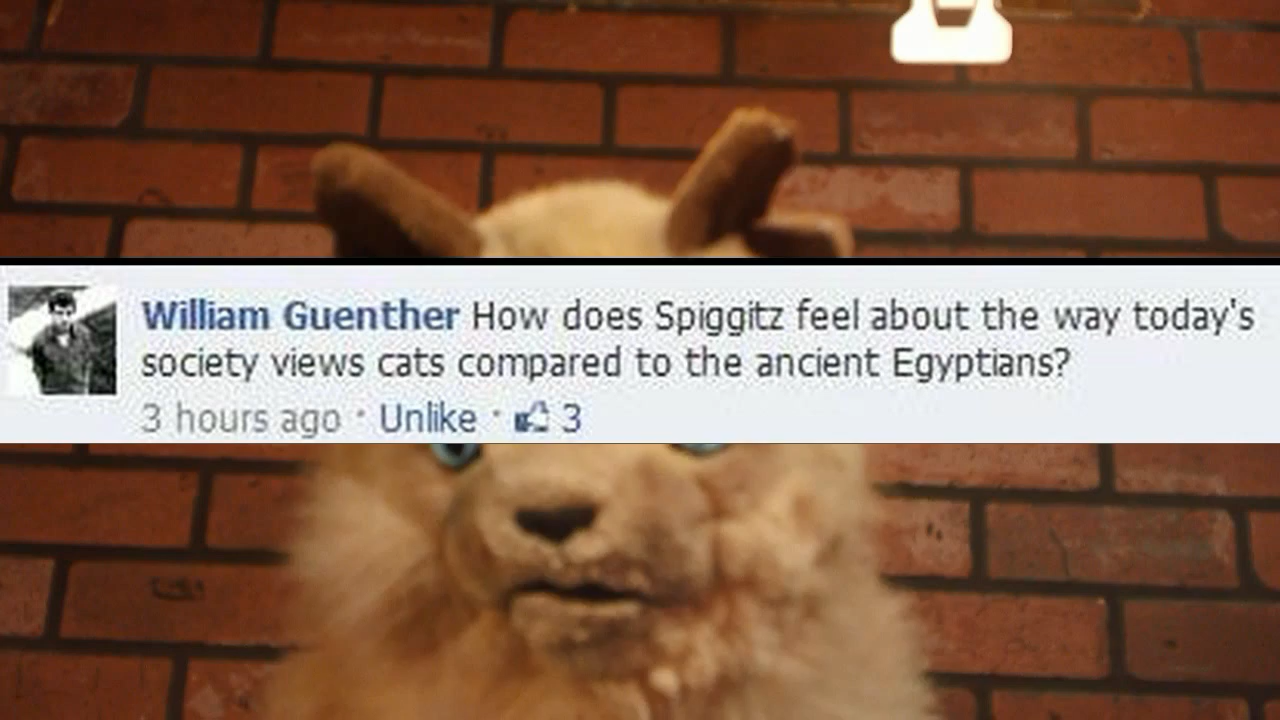 William Guenther How does Spiggitz feel about the way today's
society views cats compared to the ancient Egyptians?
3 hours ago · Unlike · 3